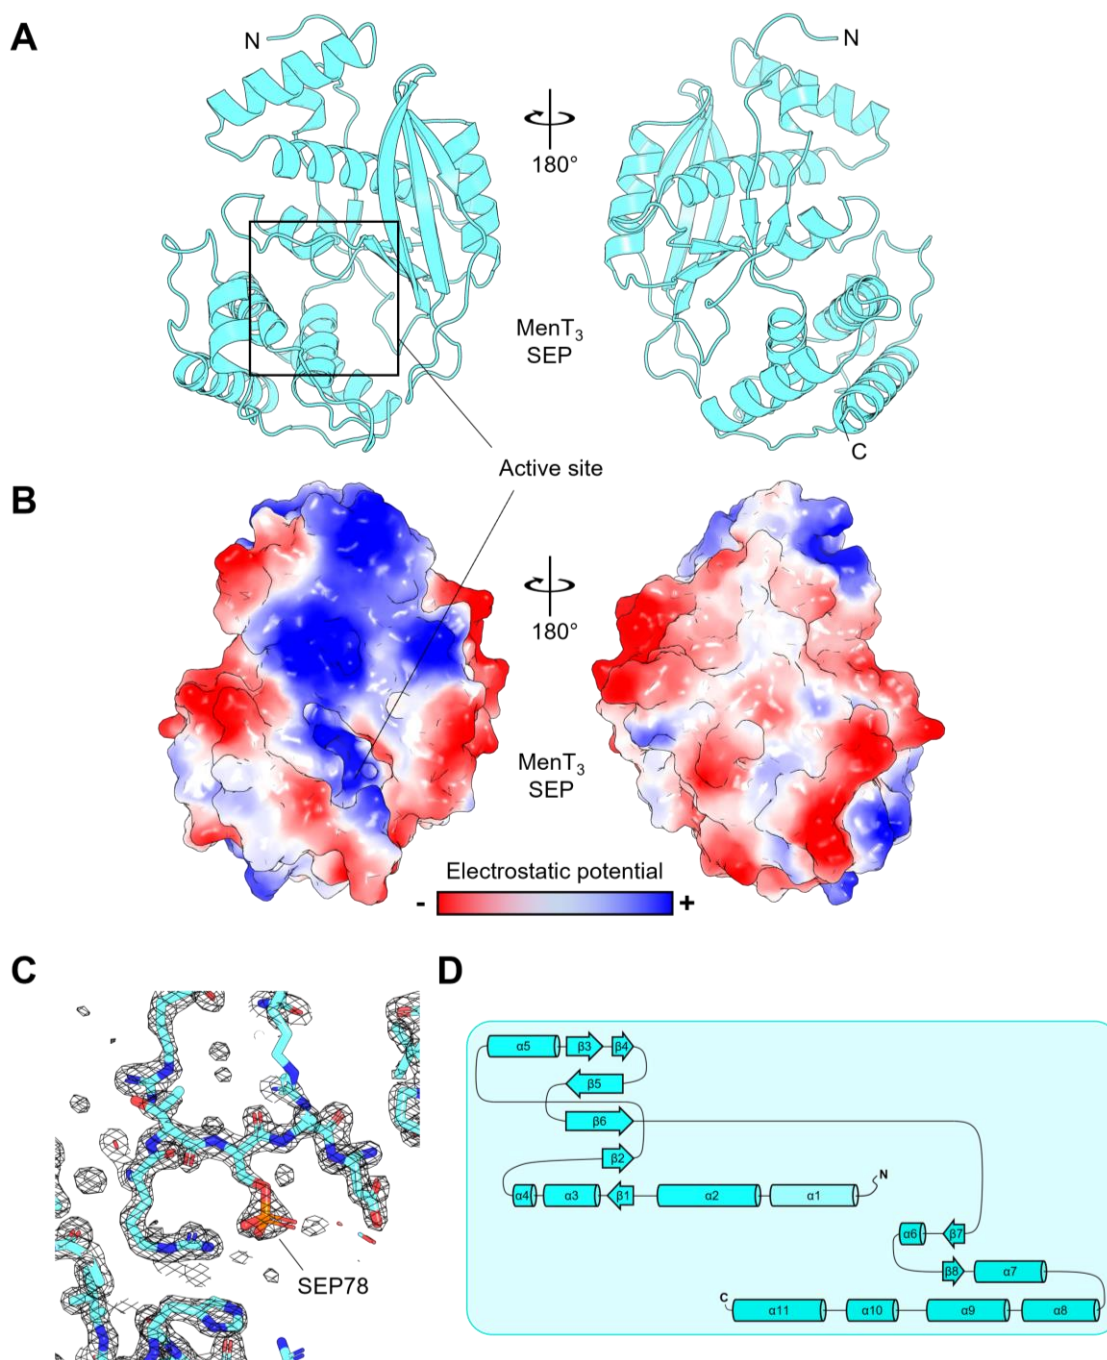 A
N
N
180°
MenT₃
SEP
C
Active site
B
180°
MenT₃
SEP
Electrostatic potential
- +
C
SEP78
D
α5 β3 β4
β5
β6
β2
α4 α3 β1 α2 α1 N
α6 β7
β8 α7
C α11 α10 α9 α8